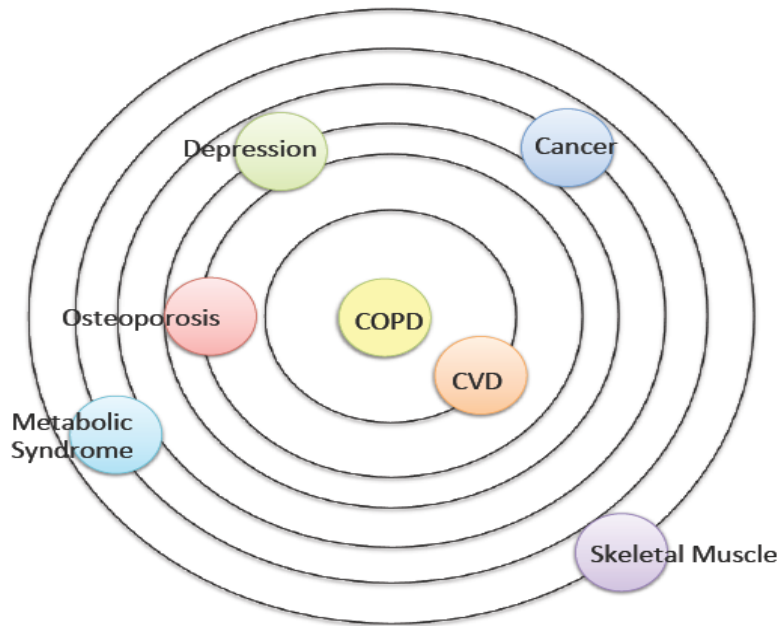 Depression
Cancer
Osteoporosis
COPD
CVD
Metabolic
Syndrome
Skeletal Muscle